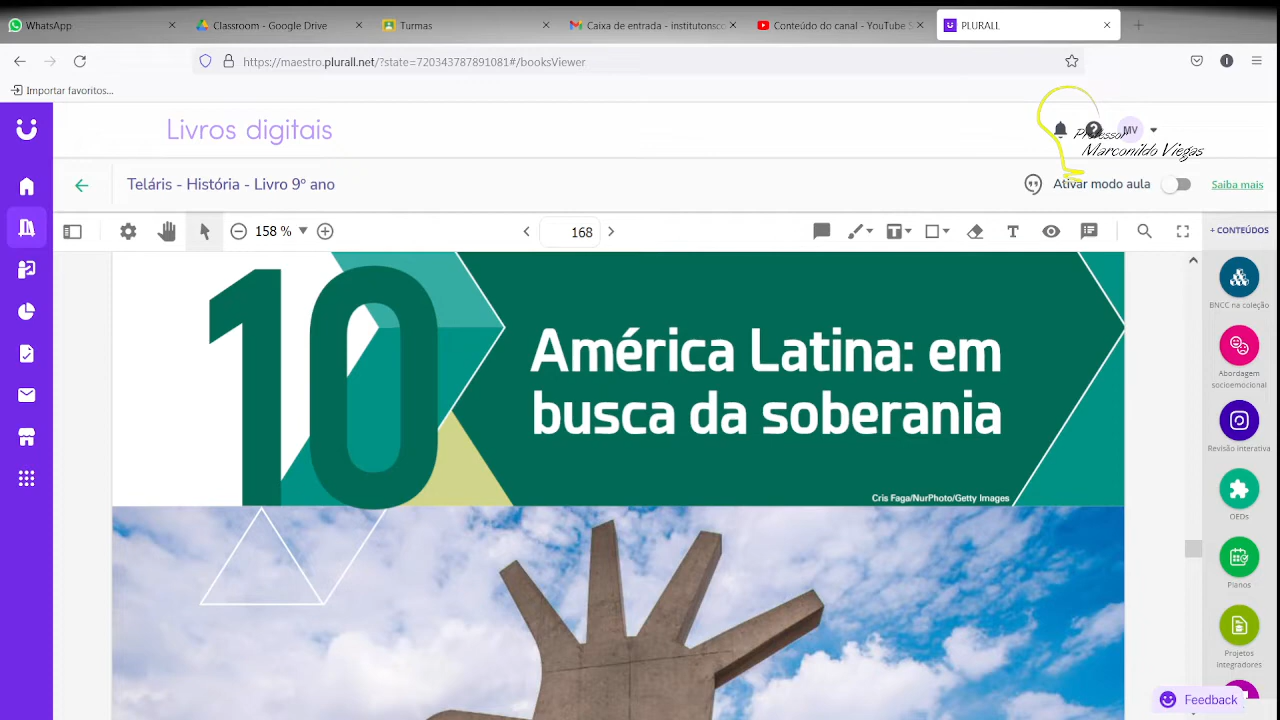 WhatsApp
Classroom - Google Drive
Turmas
Caixa de entrada - institutonsco
Conteúdo do canal - YouTube S
PLURALL
https://maestro.plurall.net/?state=720343787891081#/booksViewer
Importar favoritos...
Livros digitais
MV
Professor
Marconildo Viegas
Teláris - História - Livro 9º ano
Ativar modo aula
Saiba mais
158 %
168
+ CONTEÚDOS
10
América Latina: em
busca da soberania
Cris Faga/NurPhoto/Getty Images
BNCC na coleção
Abordagem
socioemocional
Revisão interativa
OEDs
Planos
Projetos
integradores
Feedback